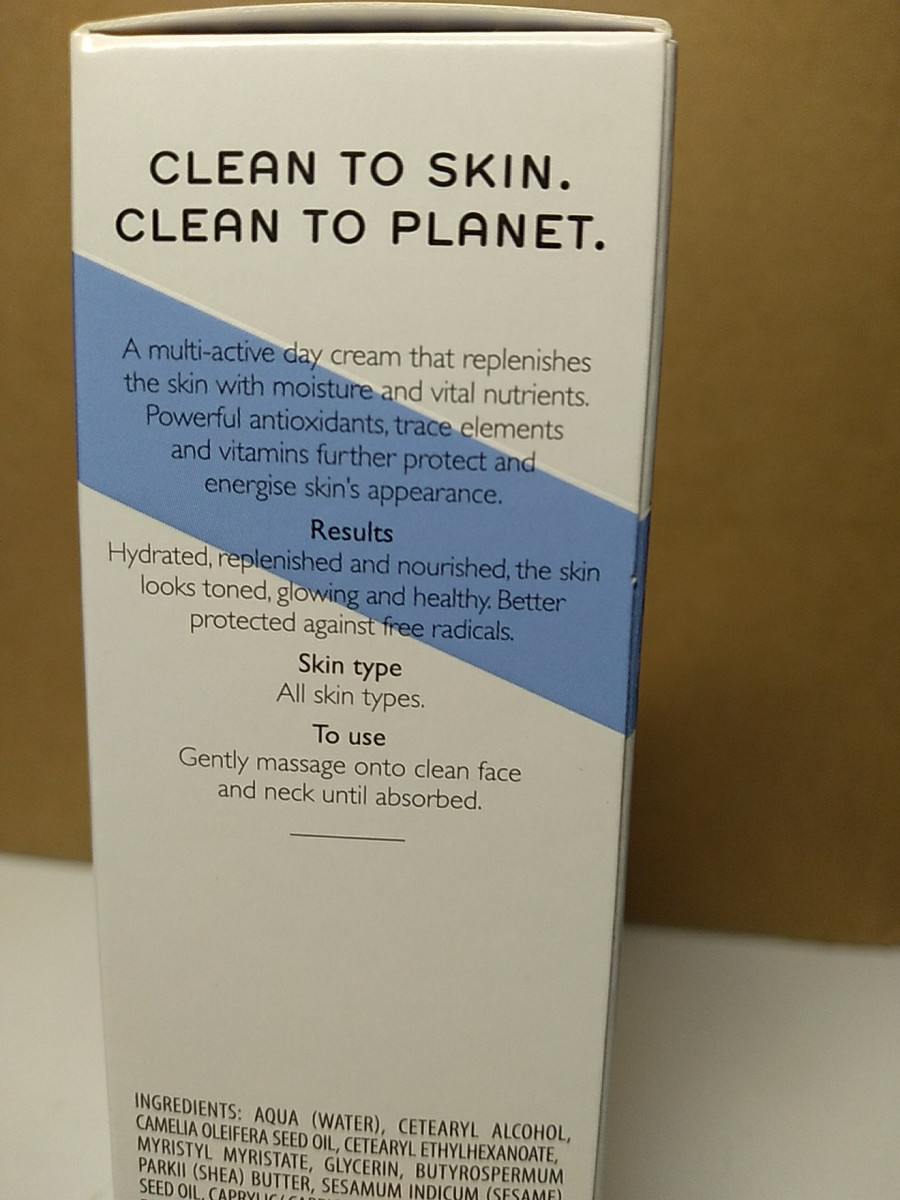 CLEAN TO SKIN.
CLEAN TO PLANET.
A multi-active day cream that replenishes
the skin with moisture and vital nutrients.
Powerful antioxidants, trace elements
and vitamins further protect and
energise skin's appearance.
Results
Hydrated, replenished and nourished, the skin
looks toned, glowing and healthy. Better
protected against free radicals.
Skin type
All skin types.
To use
Gently massage onto clean face
and neck until absorbed.
INGREDIENTS: AQUA (WATER), CETEARYL ALCOHOL,
CAMELIA OLEIFERA SEED OIL, CETEARYL ETHYLHEXANOATE,
MYRISTYL MYRISTATE, GLYCERIN, BUTYROSPERMUM
PARKII (SHEA) BUTTER, SESAMUM INDICUM (SESAME)
SEED OIL,